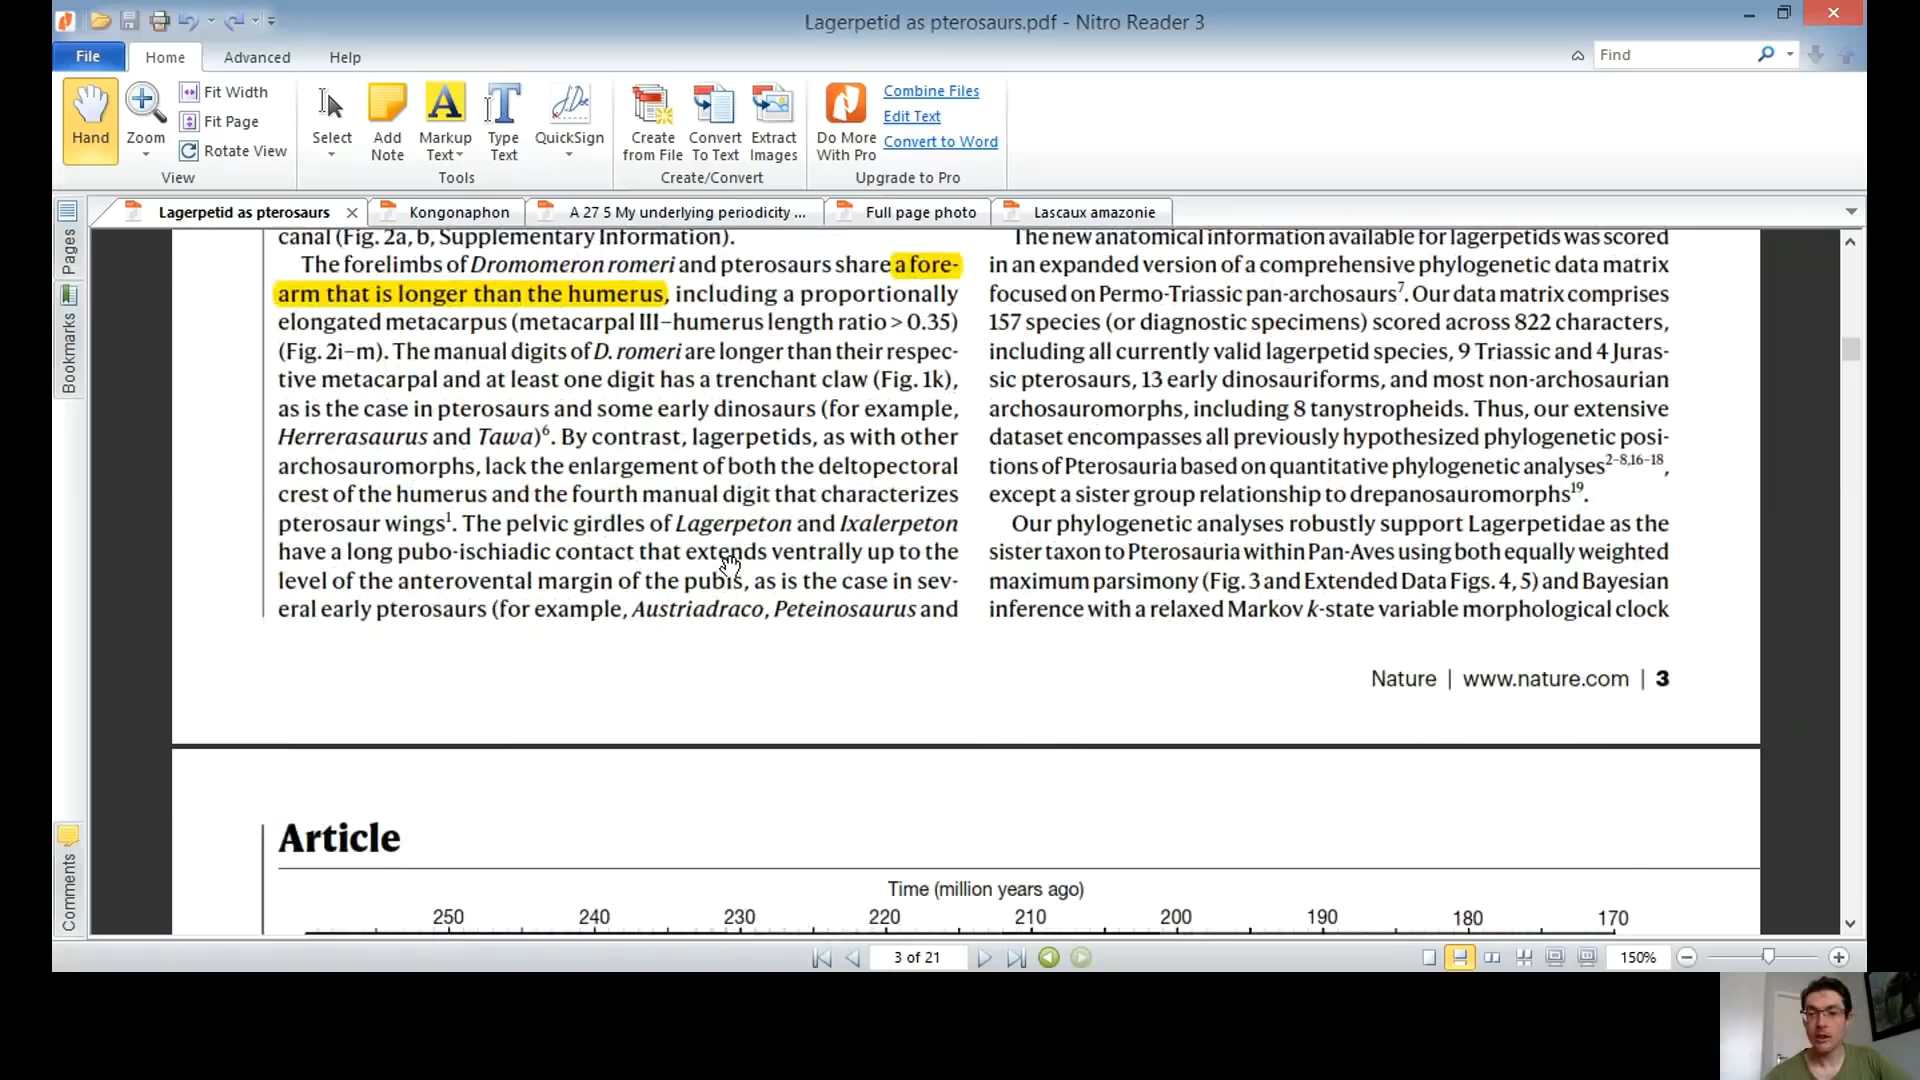 Lagerpetid as pterosaurs.pdf - Nitro Reader 3
File
Home
Advanced
Help
Find
Hand
Zoom
Fit Width
Fit Page
Rotate View
View
Select
Add
Note
Markup
Text
Type
Text
QuickSign
Tools
Create
from File
Convert
To Text
Extract
Images
Create/Convert
Do More
With Pro
Combine Files
Edit Text
Convert to Word
Upgrade to Pro
Lagerpetid as pterosaurs
Kongonaphon
A 27 5 My underlying periodicity ...
Full page photo
Lascaux amazonie
Pages
Bookmarks
Comments
canal (Fig. 2a, b, Supplementary Information).
The forelimbs of Dromomeron romeri and pterosaurs share a fore-
arm that is longer than the humerus, including a proportionally
elongated metacarpus (metacarpal III–humerus length ratio > 0.35)
(Fig. 2i–m). The manual digits of D. romeri are longer than their respec-
tive metacarpal and at least one digit has a trenchant claw (Fig. 1k),
as is the case in pterosaurs and some early dinosaurs (for example,
Herrerasaurus and Tawa)6. By contrast, lagerpetids, as with other
archosauromorphs, lack the enlargement of both the deltopectoral
crest of the humerus and the fourth manual digit that characterizes
pterosaur wings1. The pelvic girdles of Lagerpeton and Ixalerpeton
have a long pubo-ischiadic contact that extends ventrally up to the
level of the anteroventral margin of the pubis, as is the case in sev-
eral early pterosaurs (for example, Austriadraco, Peteinosaurus and
The new anatomical information available for lagerpetids was scored
in an expanded version of a comprehensive phylogenetic data matrix
focused on Permo-Triassic pan-archosaurs7. Our data matrix comprises
157 species (or diagnostic specimens) scored across 822 characters,
including all currently valid lagerpetid species, 9 Triassic and 4 Juras-
sic pterosaurs, 13 early dinosauriforms, and most non-archosaurian
archosauromorphs, including 8 tanystropheids. Thus, our extensive
dataset encompasses all previously hypothesized phylogenetic posi-
tions of Pterosauria based on quantitative phylogenetic analyses2–8,16–18,
except a sister group relationship to drepanosauromorphs19.
Our phylogenetic analyses robustly support Lagerpetidae as the
sister taxon to Pterosauria within Pan-Aves using both equally weighted
maximum parsimony (Fig. 3 and Extended Data Figs. 4, 5) and Bayesian
inference with a relaxed Markov k-state variable morphological clock
Nature | www.nature.com | 3
Article
Time (million years ago)
250 240 230 220 210 200 190 180 170
3 of 21
150%